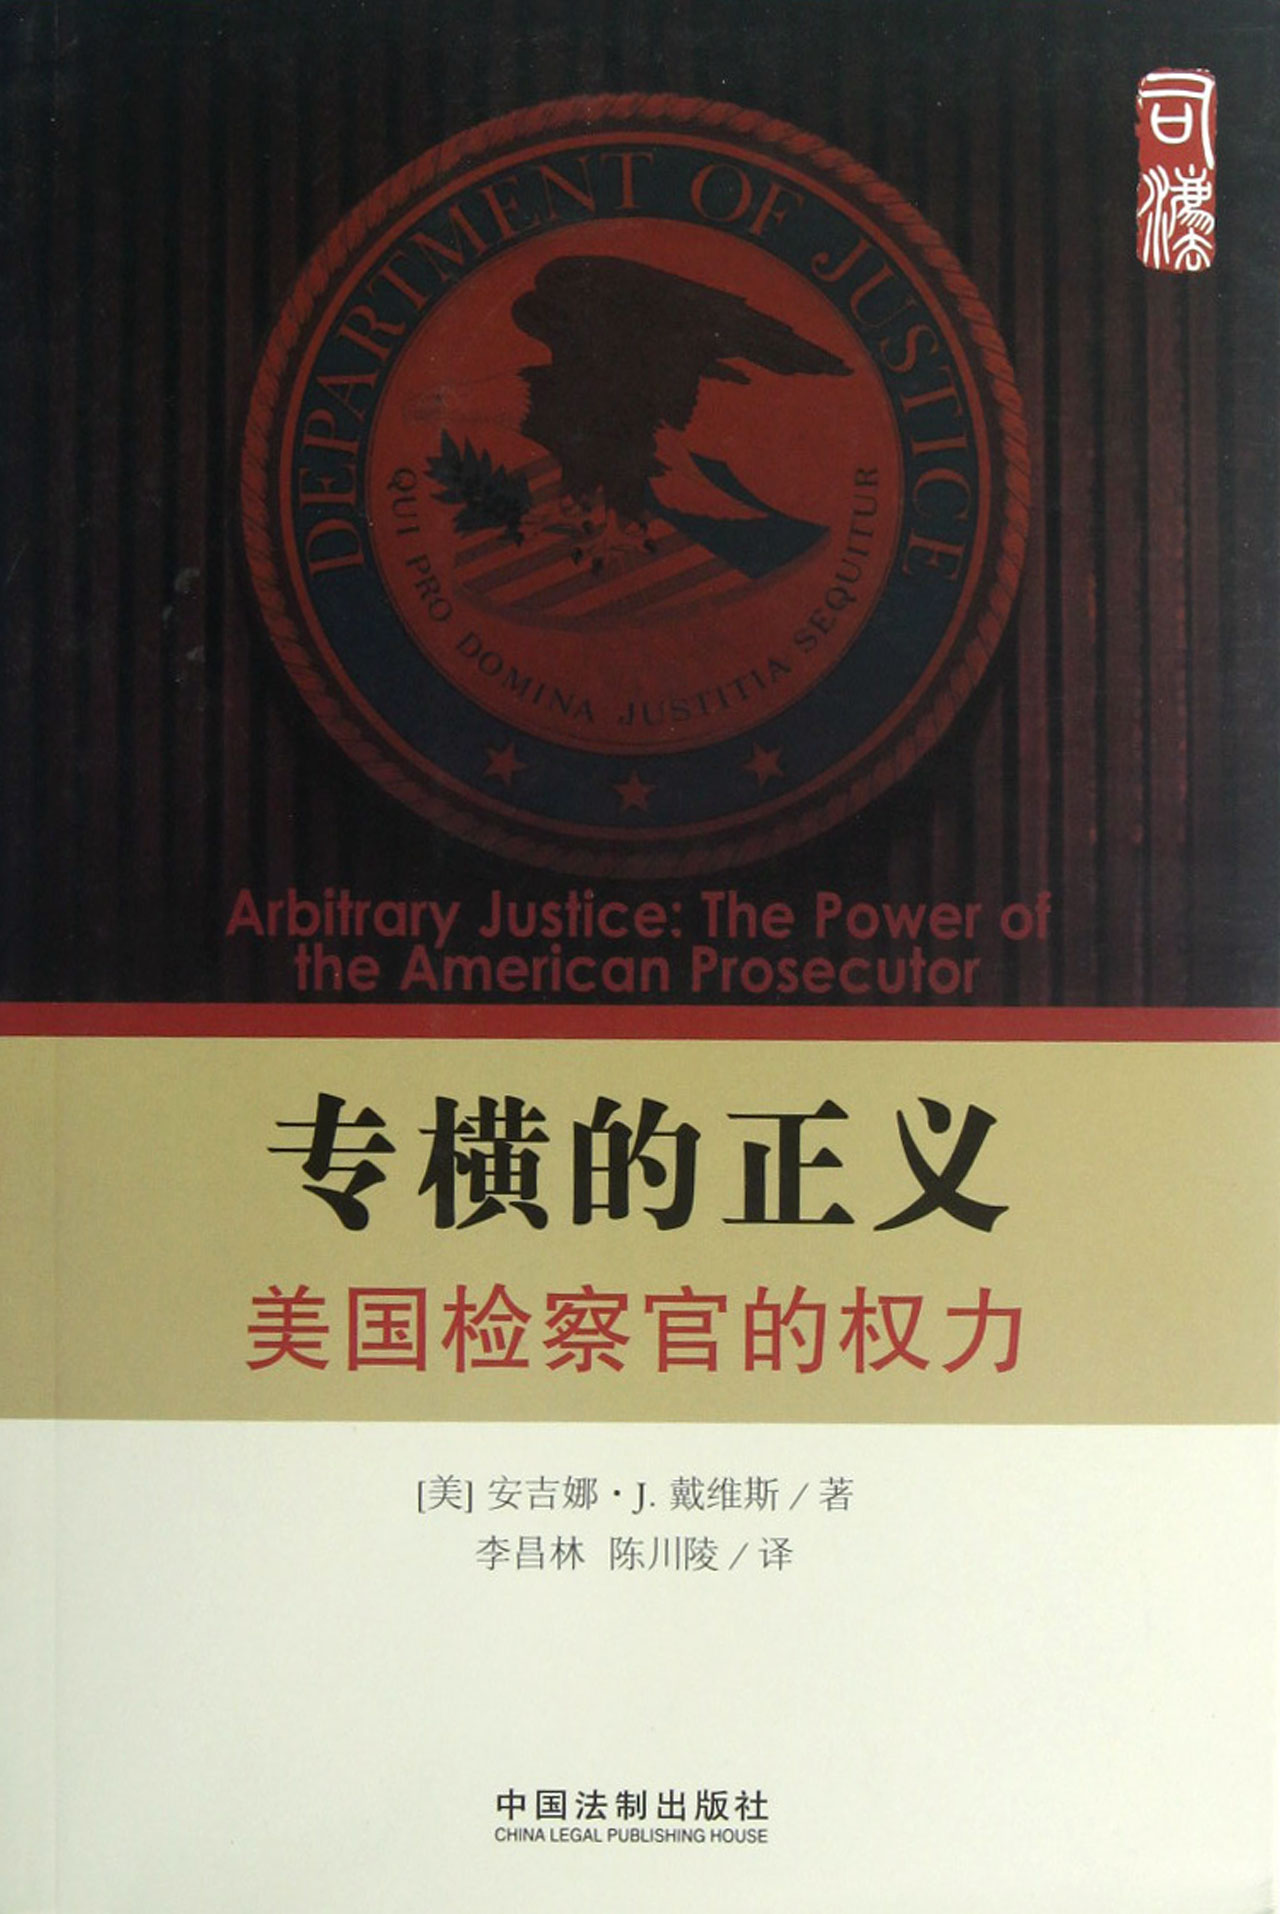 司灋
DEPARTMENT OF JUSTICE
QUI PRO DOMINA JUSTITIA SEQUITUR
Arbitrary Justice: The Power of
the American Prosecutor
专横的正义
美国检察官的权力
[美] 安吉娜·J. 戴维斯/著
李昌林 陈川陵/译
中国法制出版社
CHINA LEGAL PUBLISHING HOUSE